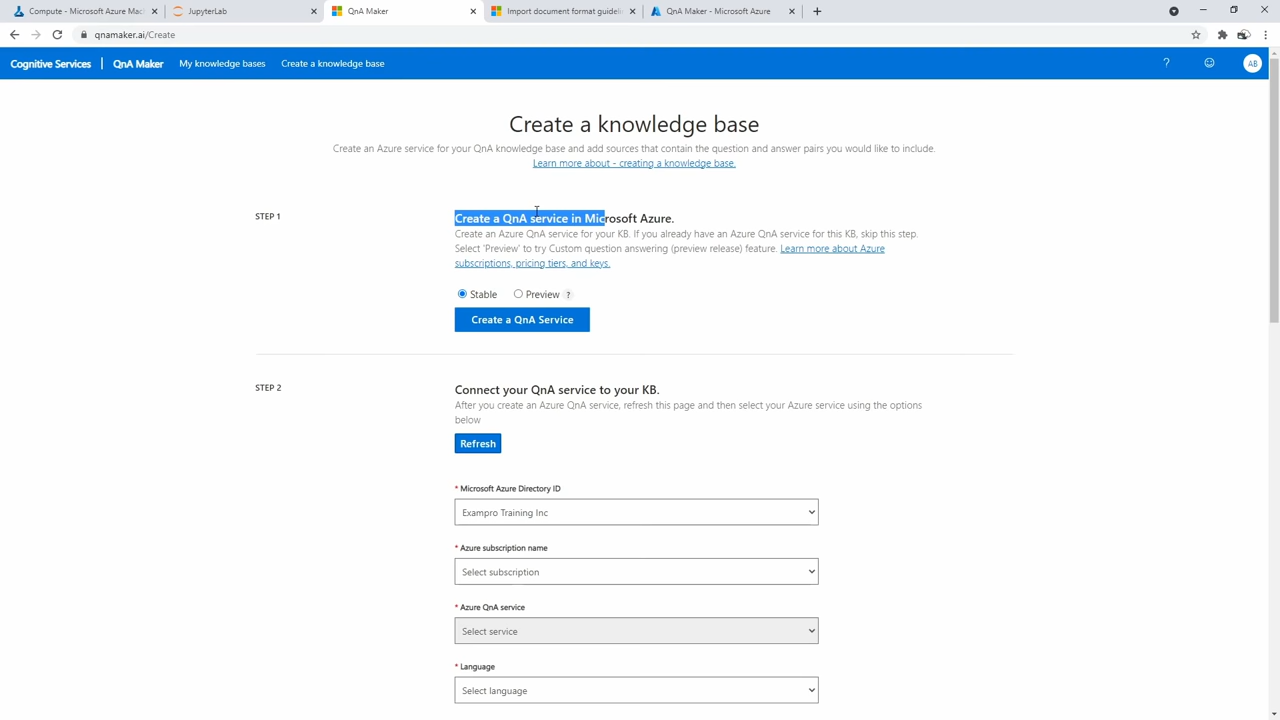 Compute - Microsoft Azure Mac
JupyterLab
QnA Maker
Import document format guideli
QnA Maker - Microsoft Azure
qnamaker.ai/Create
Cognitive Services | QnA Maker My knowledge bases Create a knowledge base ? AB
Create a knowledge base
Create an Azure service for your QnA knowledge base and add sources that contain the question and answer pairs you would like to include.
Learn more about - creating a knowledge base.
STEP 1
Create a QnA service in Microsoft Azure.
Create an Azure QnA service for your KB. If you already have an Azure QnA service for this KB, skip this step.
Select 'Preview' to try Custom question answering (preview release) feature. Learn more about Azure
subscriptions, pricing tiers, and keys.
Stable Preview ?
Create a QnA Service
STEP 2
Connect your QnA service to your KB.
After you create an Azure QnA service, refresh this page and then select your Azure service using the options
below
Refresh
* Microsoft Azure Directory ID
Exampro Training Inc
* Azure subscription name
Select subscription
* Azure QnA service
Select service
* Language
Select language